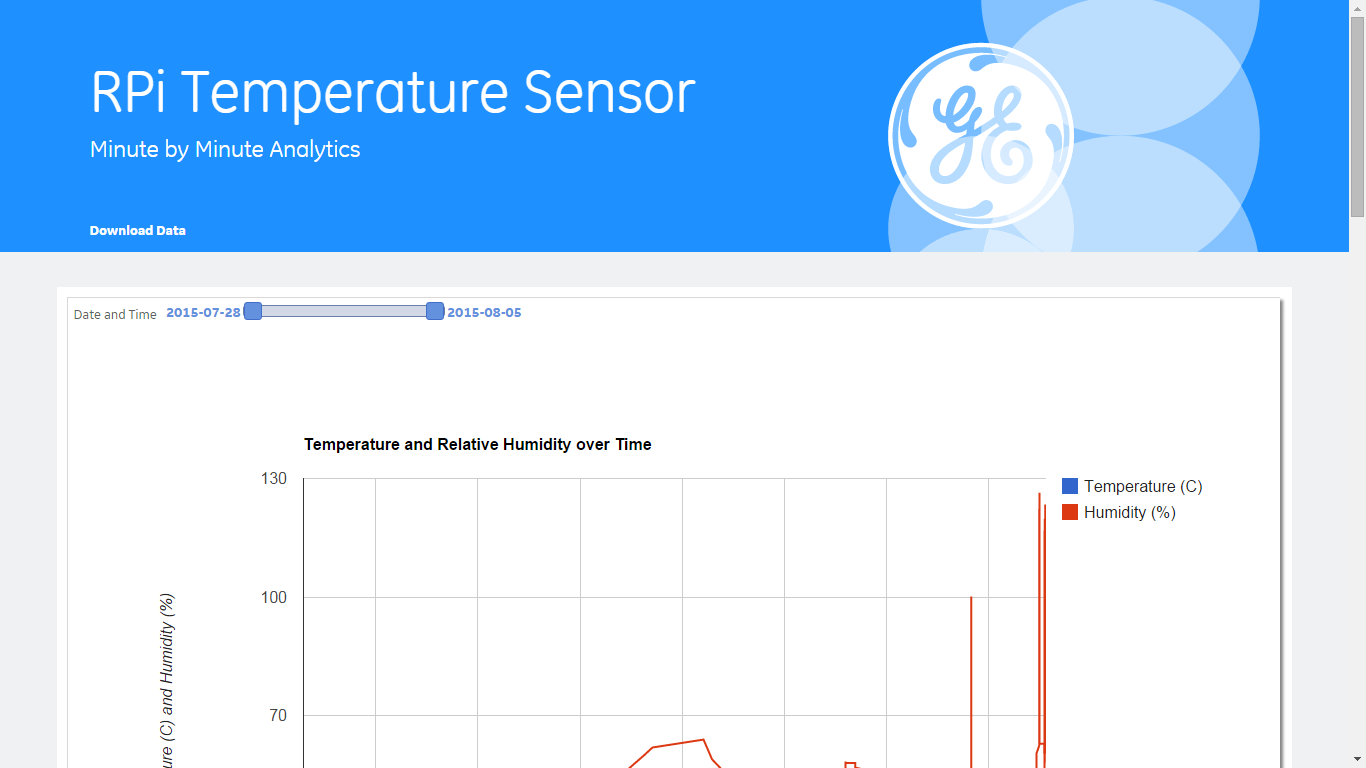 RPi Temperature Sensor
Minute by Minute Analytics
GE
Download Data
Date and Time 2015-07-28 2015-08-05
Temperature and Relative Humidity over Time
130
Temperature (C)
Humidity (%)
100
70
ure (C) and Humidity (%)